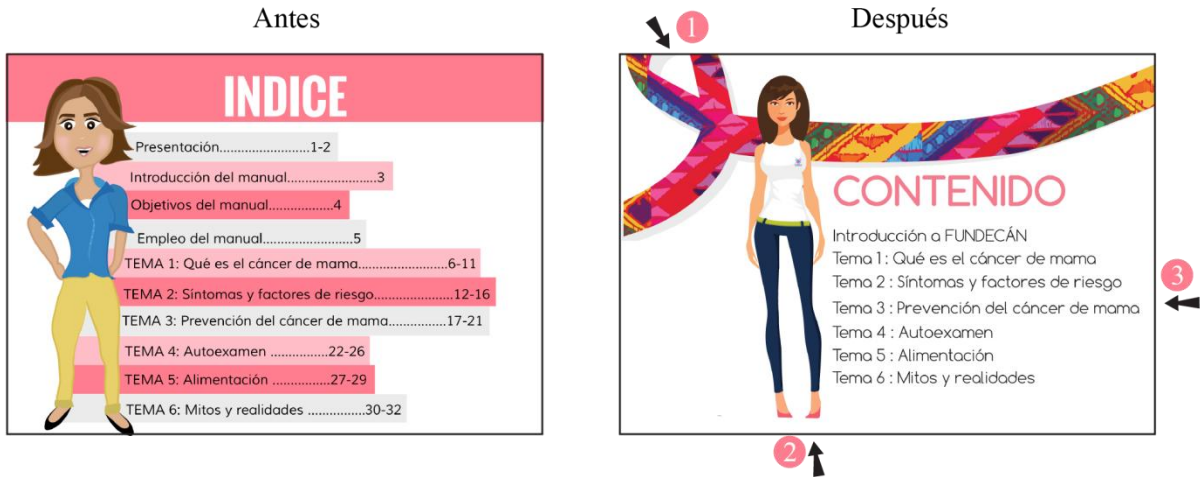 Antes
INDICE
Presentación.......................1-2
Introducción del manual.......................3
Objetivos del manual.................4
Empleo del manual.......................5
TEMA 1: Qué es el cáncer de mama.......................6-11
TEMA 2: Síntomas y factores de riesgo....................12-16
TEMA 3: Prevención del cáncer de mama...............17-21
TEMA 4: Autoexamen ...............22-26
TEMA 5: Alimentación ...............27-29
TEMA 6: Mitos y realidades ...............30-32
Después
1
CONTENIDO
Introducción a FUNDECÁN
Tema 1 : Qué es el cáncer de mama
Tema 2 : Síntomas y factores de riesgo
Tema 3 : Prevención del cáncer de mama
Tema 4 : Autoexamen
Tema 5 : Alimentación
Tema 6 : Mitos y realidades
3
2